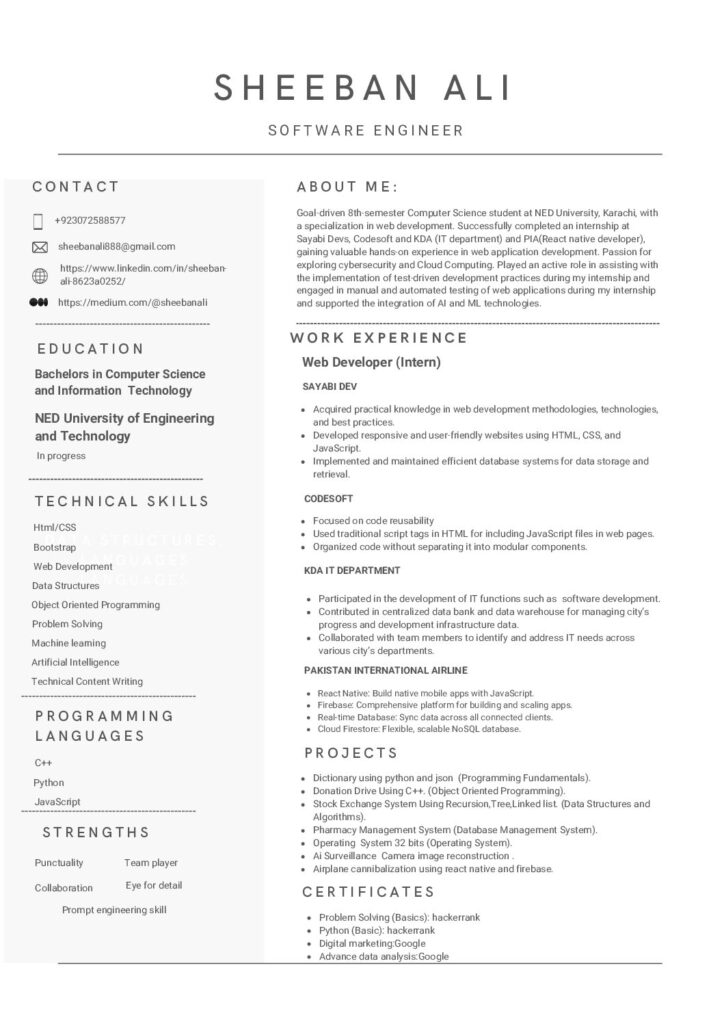 SHEEBAN ALI
SOFTWARE ENGINEER
CONTACT
+923072588577
sheebanali888@gmail.com
https://www.linkedin.com/in/sheeban-
ali-8623a0252/
https://medium.com/@sheebanali
EDUCATION
Bachelors in Computer Science
and Information Technology
NED University of Engineering
and Technology
In progress
TECHNICAL SKILLS
Html/CSS
DATA STRUCTURES,
Bootstrap
LANGUAGES
Web Development
LANGUAGES
Data Structures
Object Oriented Programming
Problem Solving
Machine learning
Artificial Intelligence
Technical Content Writing
PROGRAMMING
LANGUAGES
C++
Python
JavaScript
STRENGTHS
Punctuality Team player
Collaboration Eye for detail
Prompt engineering skill
ABOUT ME:
Goal-driven 8th-semester Computer Science student at NED University, Karachi, with
a specialization in web development. Successfully completed an internship at
Sayabi Devs, Codesoft and KDA (IT department) and PIA(React native developer),
gaining valuable hands-on experience in web application development. Passion for
exploring cybersecurity and Cloud Computing. Played an active role in assisting with
the implementation of test-driven development practices during my internship and
engaged in manual and automated testing of web applications during my internship
and supported the integration of AI and ML technologies.
WORK EXPERIENCE
Web Developer (Intern)
SAYABI DEV
• Acquired practical knowledge in web development methodologies, technologies,
and best practices.
• Developed responsive and user-friendly websites using HTML, CSS, and
JavaScript.
• Implemented and maintained efficient database systems for data storage and
retrieval.
CODESOFT
• Focused on code reusability
• Used traditional script tags in HTML for including JavaScript files in web pages.
• Organized code without separating it into modular components.
KDA IT DEPARTMENT
• Participated in the development of IT functions such as software development.
• Contributed in centralized data bank and data warehouse for managing city's
progress and development infrastructure data.
• Collaborated with team members to identify and address IT needs across
various city's departments.
PAKISTAN INTERNATIONAL AIRLINE
• React Native: Build native mobile apps with JavaScript.
• Firebase: Comprehensive platform for building and scaling apps.
• Real-time Database: Sync data across all connected clients.
• Cloud Firestore: Flexible, scalable NoSQL database.
PROJECTS
• Dictionary using python and json (Programming Fundamentals).
• Donation Drive Using C++. (Object Oriented Programming).
• Stock Exchange System Using Recursion,Tree,Linked list. (Data Structures and
Algorithms).
• Pharmacy Management System (Database Management System).
• Operating System 32 bits (Operating System).
• Ai Surveillance Camera image reconstruction .
• Airplane cannibalization using react native and firebase.
CERTIFICATES
• Problem Solving (Basics): hackerrank
• Python (Basic): hackerrank
• Digital marketing:Google
• Advance data analysis:Google